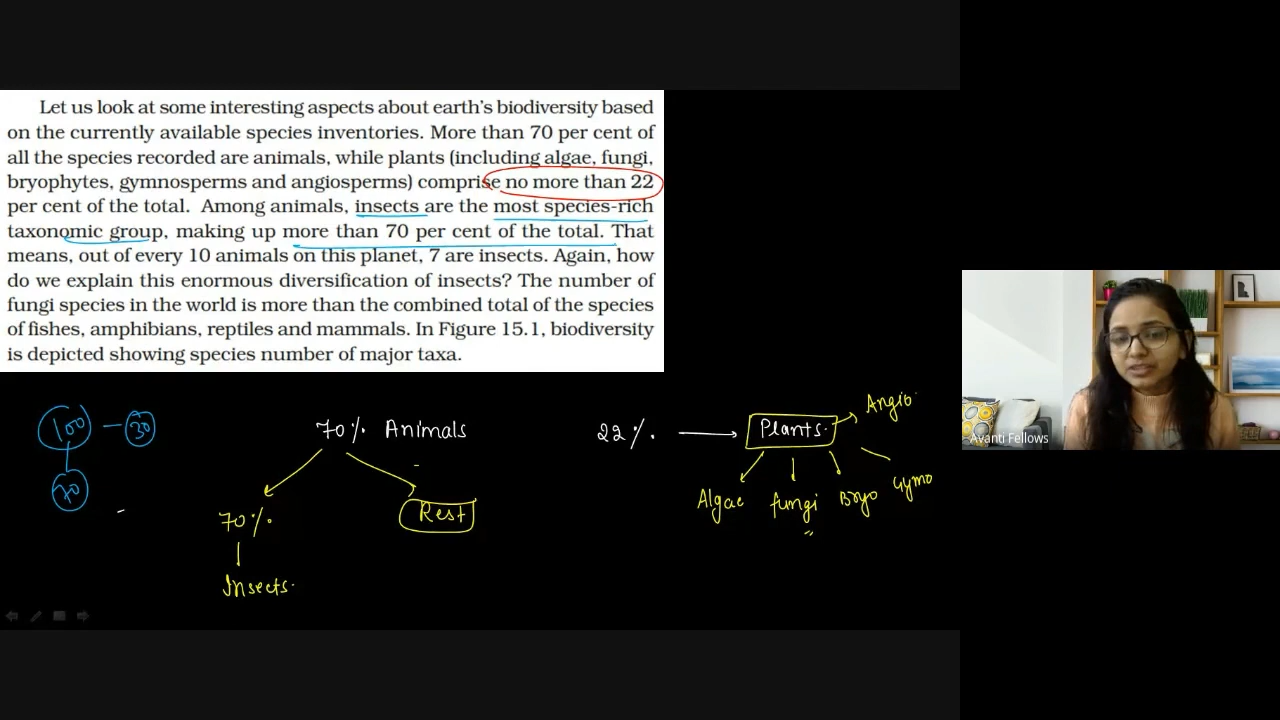 Let us look at some interesting aspects about earth's biodiversity based
on the currently available species inventories. More than 70 per cent of
all the species recorded are animals, while plants (including algae, fungi,
bryophytes, gymnosperms and angiosperms) comprise no more than 22
per cent of the total. Among animals, insects are the most species-rich
taxonomic group, making up more than 70 per cent of the total. That
means, out of every 10 animals on this planet, 7 are insects. Again, how
do we explain this enormous diversification of insects? The number of
fungi species in the world is more than the combined total of the species
of fishes, amphibians, reptiles and mammals. In Figure 15.1, biodiversity
is depicted showing species number of major taxa.
100 - 30
70
70% Animals
70%
Rest
Insects.
22% Plants.
Angio.
Algae fungi Bryo Gymo
Avanti Fellows